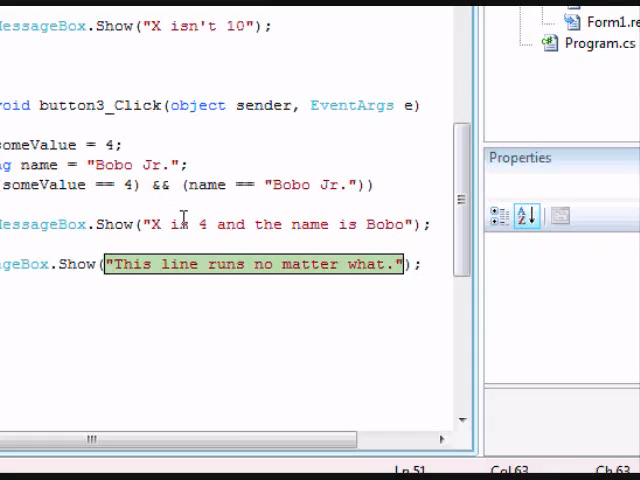 MessageBox.Show("X isn't 10");
Form1.re
Program.cs
void button3_Click(object sender, EventArgs e)
someValue = 4;
ng name = "Bobo Jr.";
(someValue == 4) && (name == "Bobo Jr."))
Properties
MessageBox.Show("X is 4 and the name is Bobo");
ageBox.Show("This line runs no matter what.");
Ln 51 Col 63 Ch 63